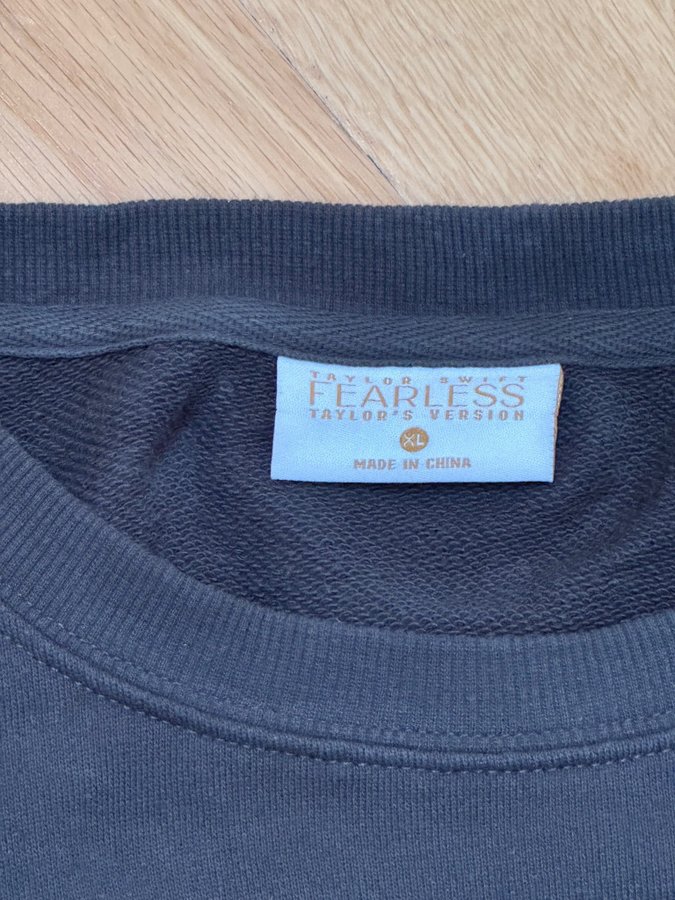 TAYLOR SWIFT
FEARLESS
TAYLOR'S VERSION
XL
MADE IN CHINA